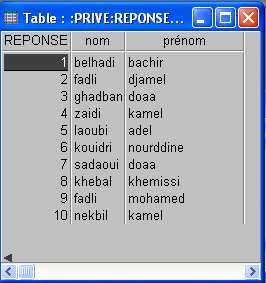 Table : :PRIVE:REPONSE...
REPONSE nom prénom
1 belhadi bachir
2 fadli djamel
3 ghadban doaa
4 zaidi kamel
5 laoubi adel
6 kouidri nourddine
7 sadaoui doaa
8 khebal khemissi
9 fadli mohamed
10 nekbil kamel